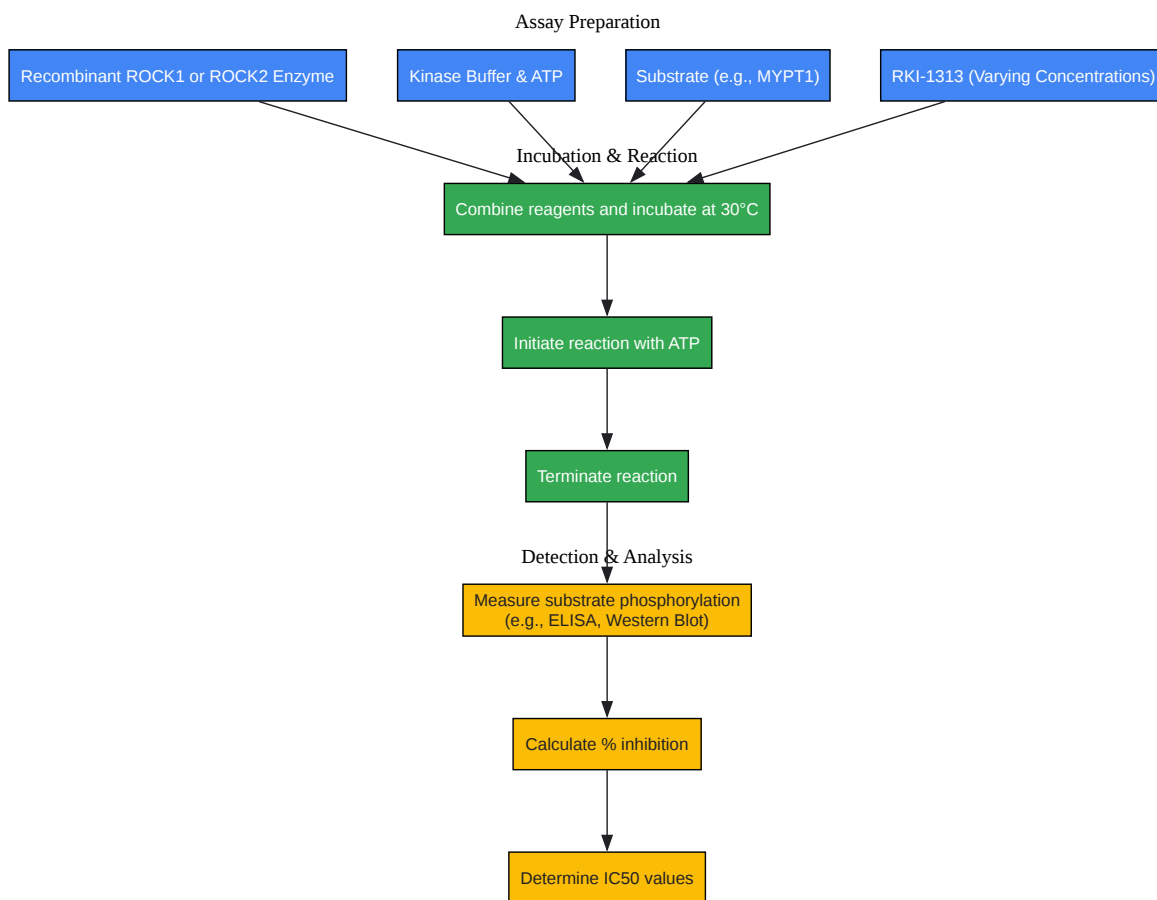 Assay Preparation
Recombinant ROCK1 or ROCK2 Enzyme
Kinase Buffer & ATP
Substrate (e.g., MYPT1)
RKI-1313 (Varying Concentrations)
Incubation & Reaction
Combine reagents and incubate at 30°C
Initiate reaction with ATP
Terminate reaction
Detection & Analysis
Measure substrate phosphorylation
(e.g., ELISA, Western Blot)
Calculate % inhibition
Determine IC50 values